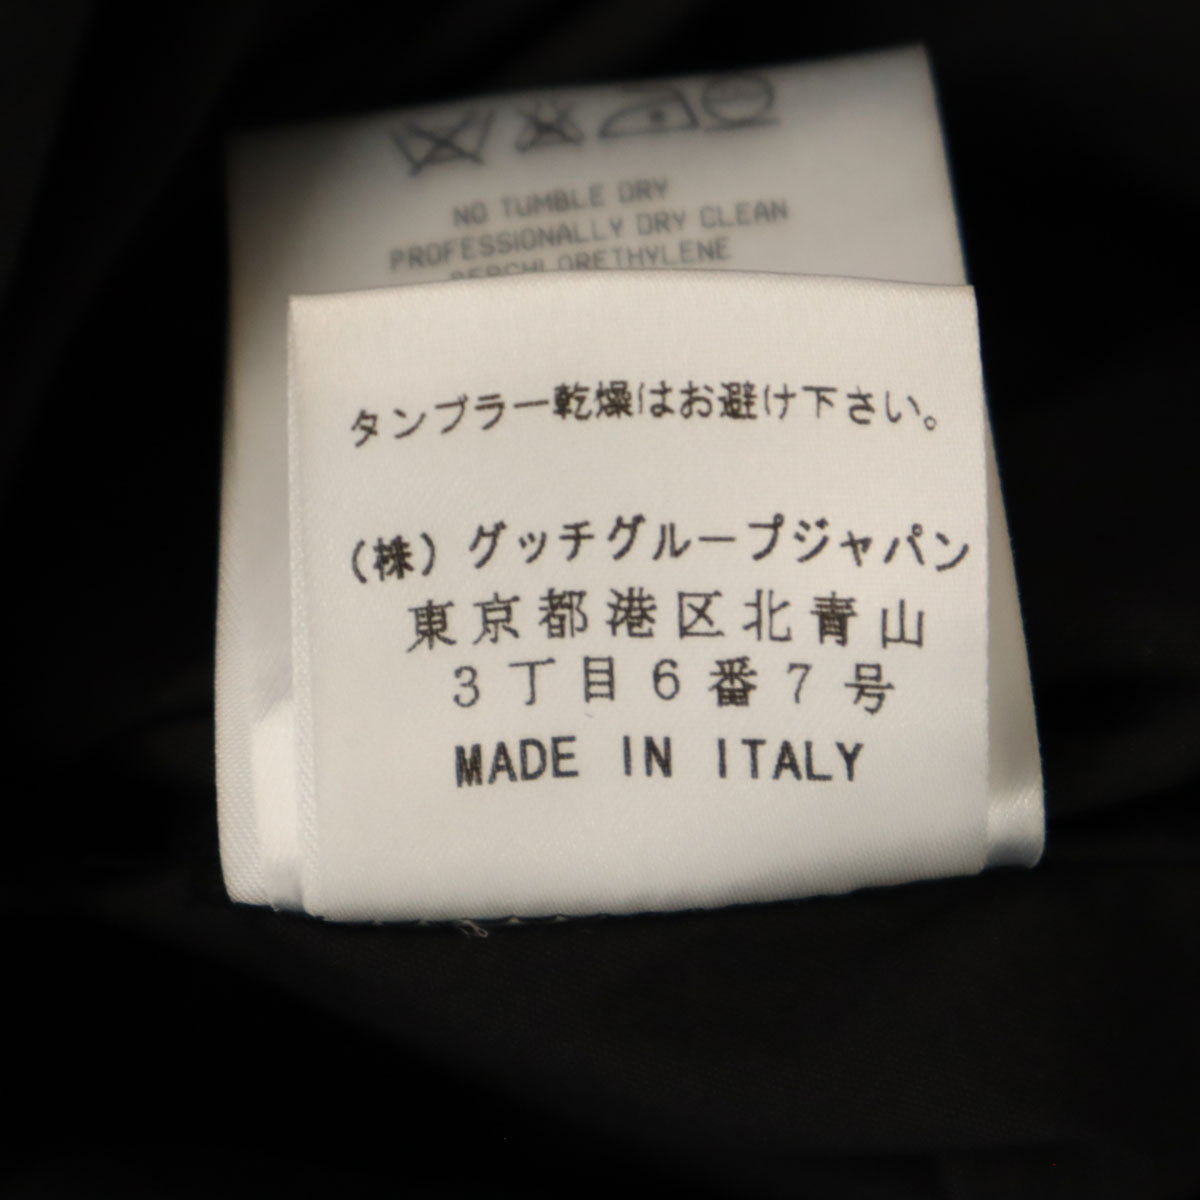 NO TUMBLE DRY
PROFESSIONALLY DRY CLEAN
PERCHLORETHYLENE
タンブラー乾燥はお避け下さい。
(株) グッチグループジャパン
東京都港区北青山
3丁目6番7号
MADE IN ITALY